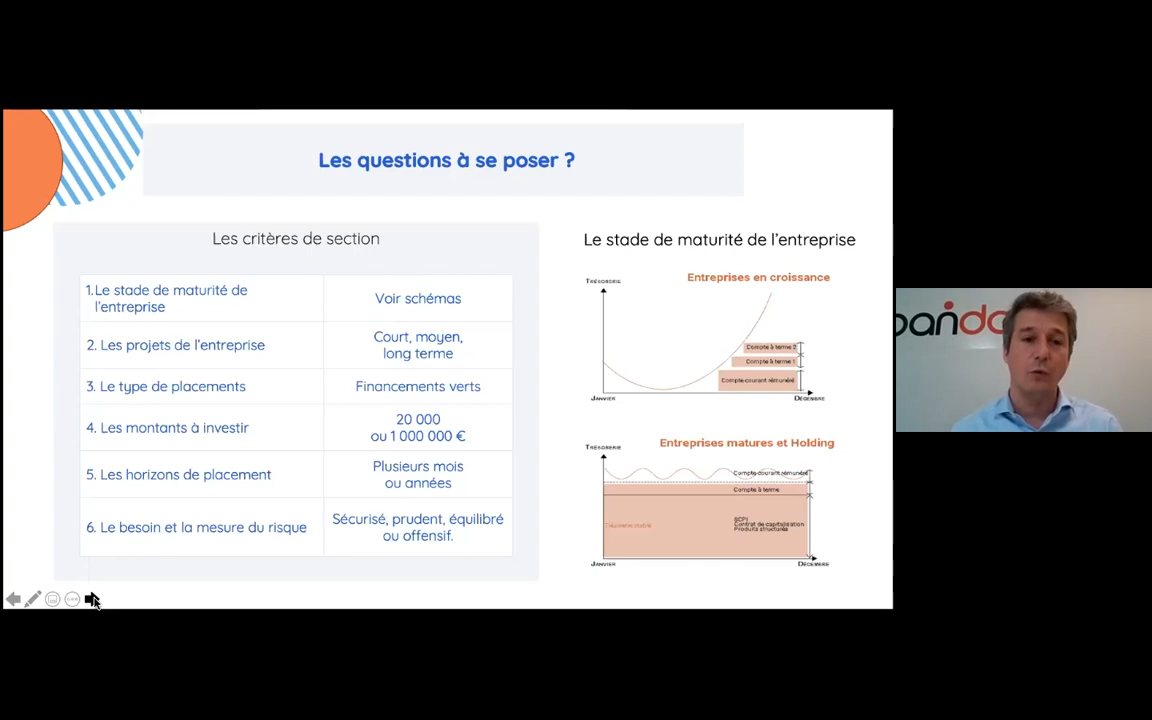 Les questions à se poser ?
Les critères de section
1.Le stade de maturité de
l'entreprise
Voir schémas
2. Les projets de l'entreprise
Court, moyen,
long terme
3. Le type de placements
Financements verts
4. Les montants à investir
20 000
ou 1 000 000 €
5. Les horizons de placement
Plusieurs mois
ou années
6. Le besoin et la mesure du risque
Sécurisé, prudent, équilibré
ou offensif.
Le stade de maturité de l'entreprise
Entreprises en croissance
TRÉSORERIE
Compte à terme 2
Compte à terme 1
Compte courant rémunéré
JANVIER
DÉCEMBRE
Entreprises matures et Holding
TRÉSORERIE
Compte courant rémunéré
Compte à terme
Trésorerie stable
SCPI
Contrat de capitalisation
Produits structurés
JANVIER
DÉCEMBRE